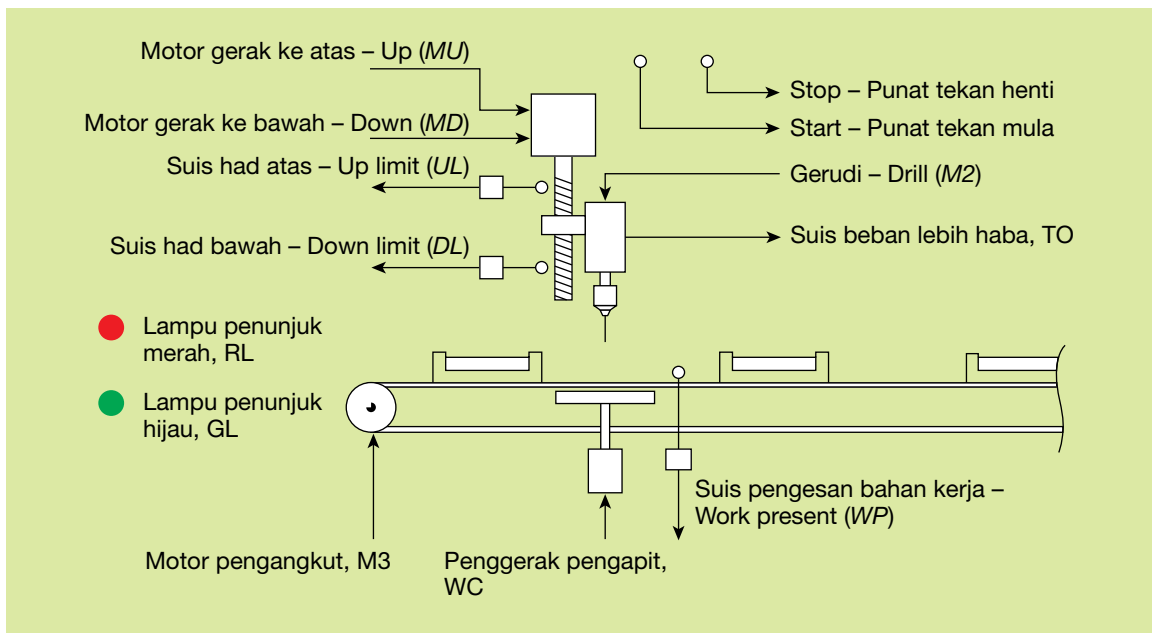 Motor gerak ke atas – Up (MU)
Motor gerak ke bawah – Down (MD)
Suis had atas – Up limit (UL)
Suis had bawah – Down limit (DL)
Stop – Punat tekan henti
Start – Punat tekan mula
Gerudi – Drill (M2)
Suis beban lebih haba, TO
Lampu penunjuk
merah, RL
Lampu penunjuk
hijau, GL
Suis pengesan bahan kerja –
Work present (WP)
Motor pengangkut, M3
Penggerak pengapit,
WC